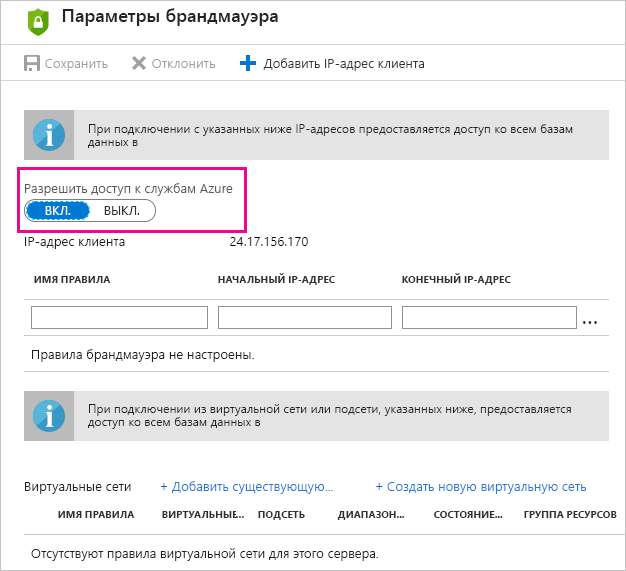 Параметры брандмауэра
Сохранить Отклонить Добавить IP-адрес клиента
При подключении с указанных ниже IP-адресов предоставляется доступ ко всем базам
данных в
Разрешить доступ к службам Azure
ВКЛ. ВЫКЛ.
IP-адрес клиента 24.17.156.170
ИМЯ ПРАВИЛА НАЧАЛЬНЫЙ IP-АДРЕС КОНЕЧНЫЙ IP-АДРЕС
...
Правила брандмауэра не настроены.
При подключении из виртуальной сети или подсети, указанных ниже, предоставляется
доступ ко всем базам данных в
Виртуальные сети + Добавить существующую... + Создать новую виртуальную сеть
ИМЯ ПРАВИЛА ВИРТУАЛЬНЫЕ... ПОДСЕТЬ ДИАПАЗОН... СОСТОЯНИЕ... ГРУППА РЕСУРСОВ
Отсутствуют правила виртуальной сети для этого сервера.